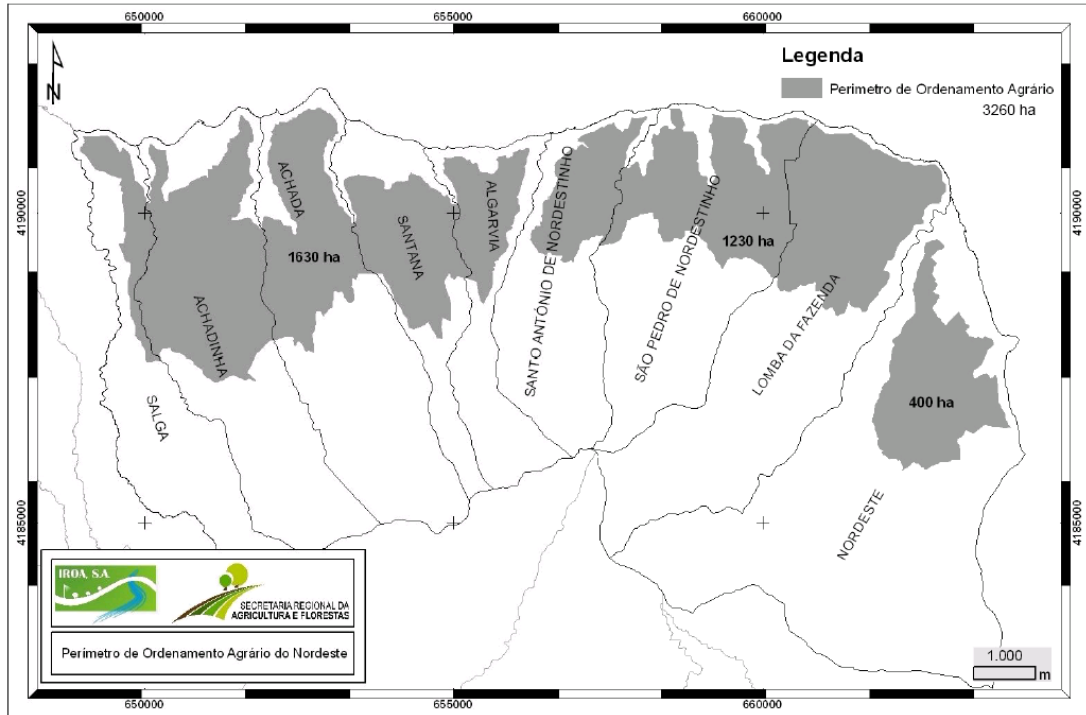 650000
655000
660000
N
Legenda
Perimetro de Ordenamento Agrário
3260 ha
4190000
4190000
ACHADA
SANTANA
ALGARVIA
SANTO ANTÓNIO DE NORDESTINHO
SÃO PEDRO DE NORDESTINHO
1630 ha
1230 ha
ACHADINHA
LOMBA DA FAZENDA
SALGA
400 ha
NORDESTE
4185000
4185000
IROA, S.A.
SECRETARIA REGIONAL DA
AGRICULTURA E FLORESTAS
Perímetro de Ordenamento Agrário do Nordeste
1.000
m
650000
655000
660000